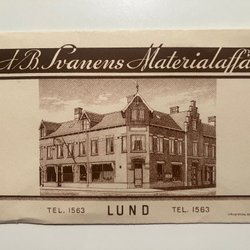 A.B. Svanens Materialaffä
TEL. 1563 LUND TEL. 1563